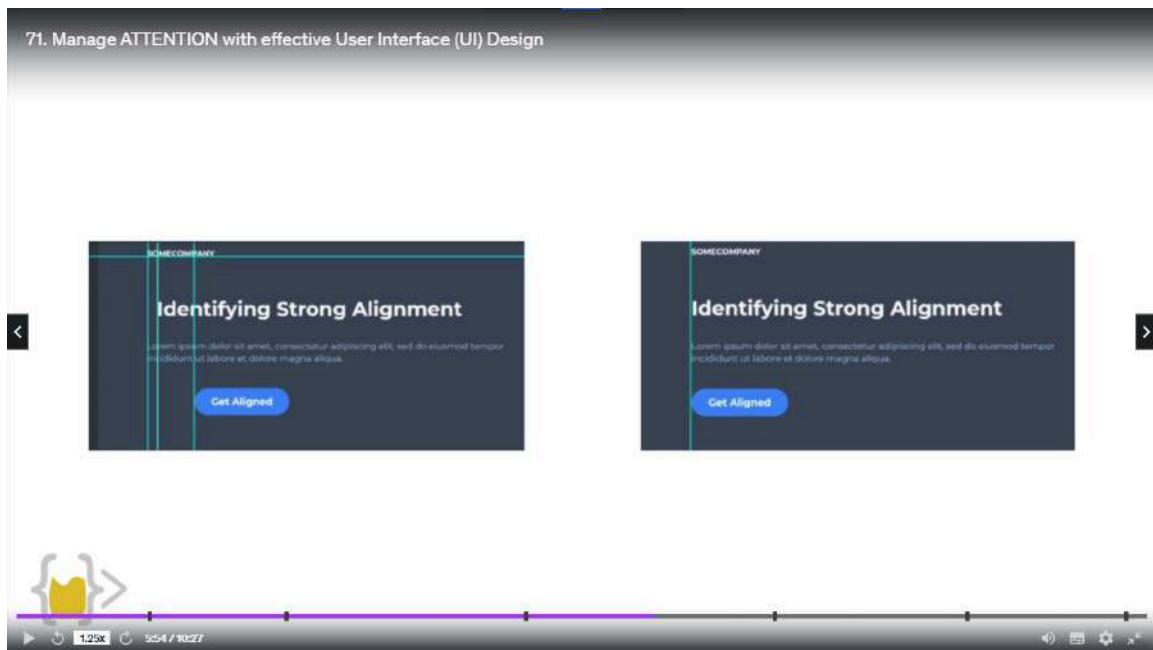 71. Manage ATTENTION with effective User Interface (UI) Design
SOMECOMPANY
Identifying Strong Alignment
Lorem ipsum dolor sit amet, consectetur adipiscing elit, sed do eiusmod tempor
incididunt ut labore et dolore magna aliqua.
Get Aligned
SOMECOMPANY
Identifying Strong Alignment
Lorem ipsum dolor sit amet, consectetur adipiscing elit, sed do eiusmod tempor
incididunt ut labore et dolore magna aliqua.
Get Aligned
1.25x 5:54 / 10:27